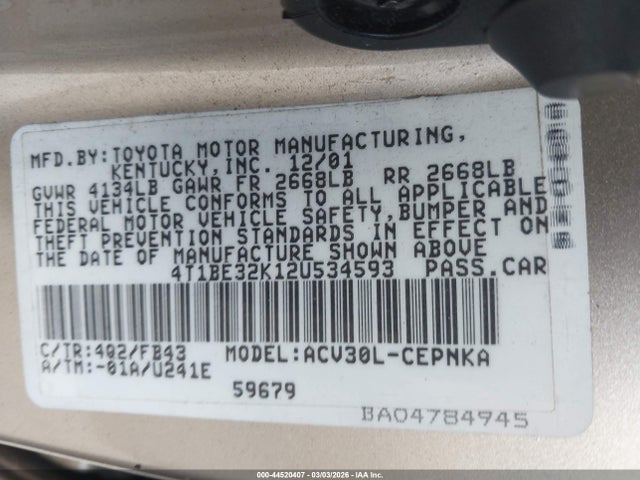 MFD.BY:TOYOTA MOTOR MANUFACTURING,
KENTUCKY,INC. 12/01
GVWR 4134LB GAWR FR 2668LB RR 2668LB
THIS VEHICLE CONFORMS TO ALL APPLICABLE
FEDERAL MOTOR VEHICLE SAFETY,BUMPER AND
THEFT PREVENTION STANDARDS IN EFFECT ON
THE DATE OF MANUFACTURE SHOWN ABOVE
4T1BE32K12U534593 PASS.CAR
C/TR:4Q2/FB43 MODEL:ACV30L-CEPNKA
A/TM:-01A/U241E
59679
BA04784945
000-44520407 - 03/03/2026 - IAA Inc.